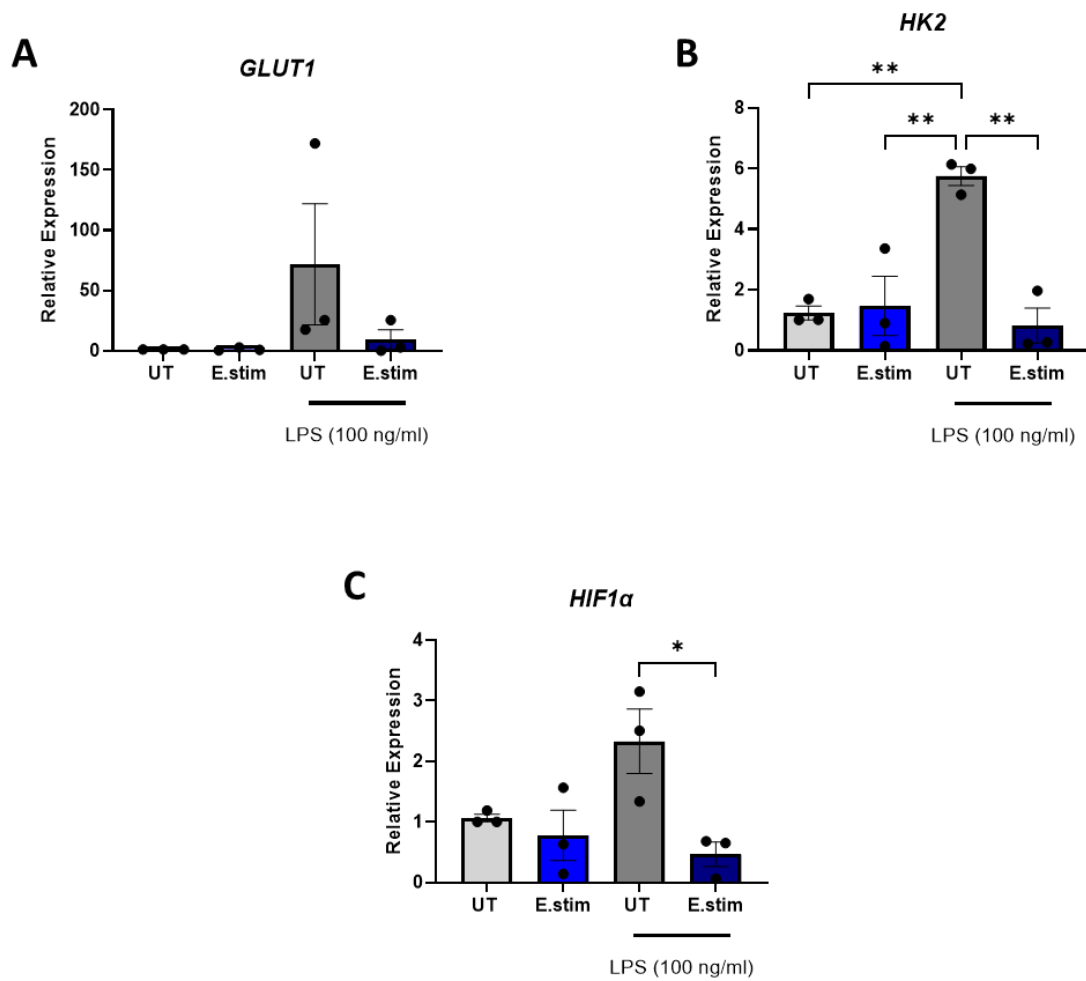 A
GLUT1
Relative Expression
200
150
100
50
0
UT E.stim UT E.stim
LPS (100 ng/ml)
B
HK2
** 
** **
Relative Expression
8
6
4
2
0
UT E.stim UT E.stim
LPS (100 ng/ml)
C
HIF1α
*
Relative Expression
4
3
2
1
0
UT E.stim UT E.stim
LPS (100 ng/ml)